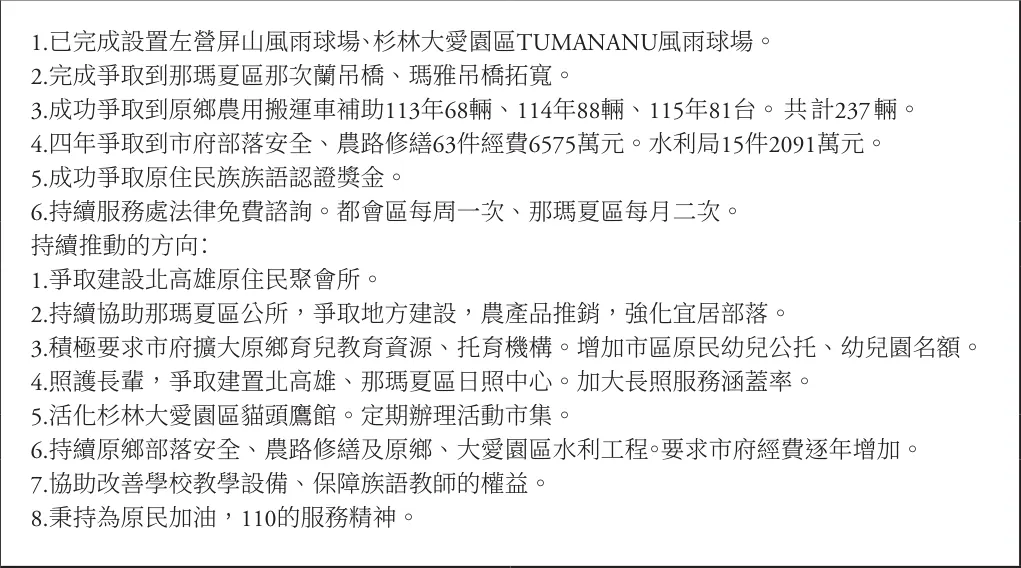 1.已完成設置左營屏山風雨球場、杉林大愛園區TUMANANU風雨球場。
2.完成爭取到那瑪夏區那次蘭吊橋、瑪雅吊橋拓寬。
3.成功爭取到原鄉農用搬運車補助113年68輛、114年88輛、115年81台。共計237輛。
4.四年爭取到市府部落安全、農路修繕63件經費6575萬元。水利局15件2091萬元。
5.成功爭取原住民族族語認證獎金。
6.持續服務處法律免費諮詢。都會區每周一次、那瑪夏區每月二次。
持續推動的方向：
1.爭取建設北高雄原住民聚會所。
2.持續協助那瑪夏區公所，爭取地方建設，農產品推銷，強化宜居部落。
3.積極要求市府擴大原鄉育兒教育資源、托育機構。增加市區原民幼兒公托、幼兒園名額。
4.照護長輩，爭取建置北高雄、那瑪夏區日照中心。加大長照服務涵蓋率。
5.活化杉林大愛園區貓頭鷹館。定期辦理活動市集。
6.持續原鄉部落安全、農路修繕及原鄉、大愛園區水利工程。要求市府經費逐年增加。
7.協助改善學校教學設備、保障族語教師的權益。
8.秉持為原民加油，110的服務精神。